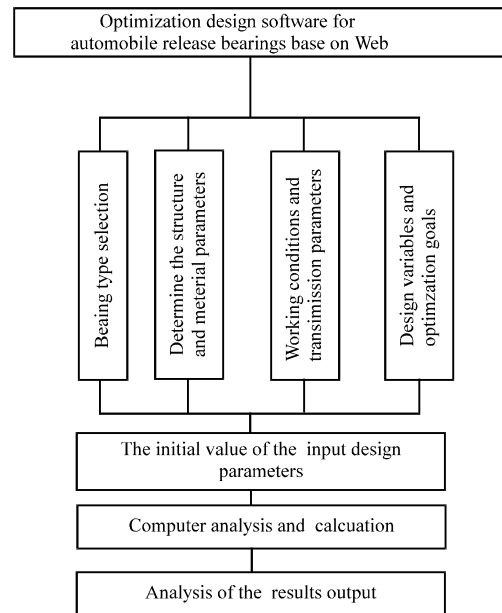 Optimization design software for
automobile release bearings base on Web
Beaing type selection
Determine the structure
and meterial parameters
Working conditions and
transimission parameters
Design variables and
optimzation goals
The initial value of the input design
parameters
Computer analysis and calcuation
Analysis of the results output